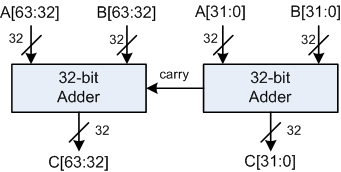 A[63:32] B[63:32] A[31:0] B[31:0]
32 32 32 32
32-bit Adder
carry
32-bit Adder
32 32
C[63:32] C[31:0]